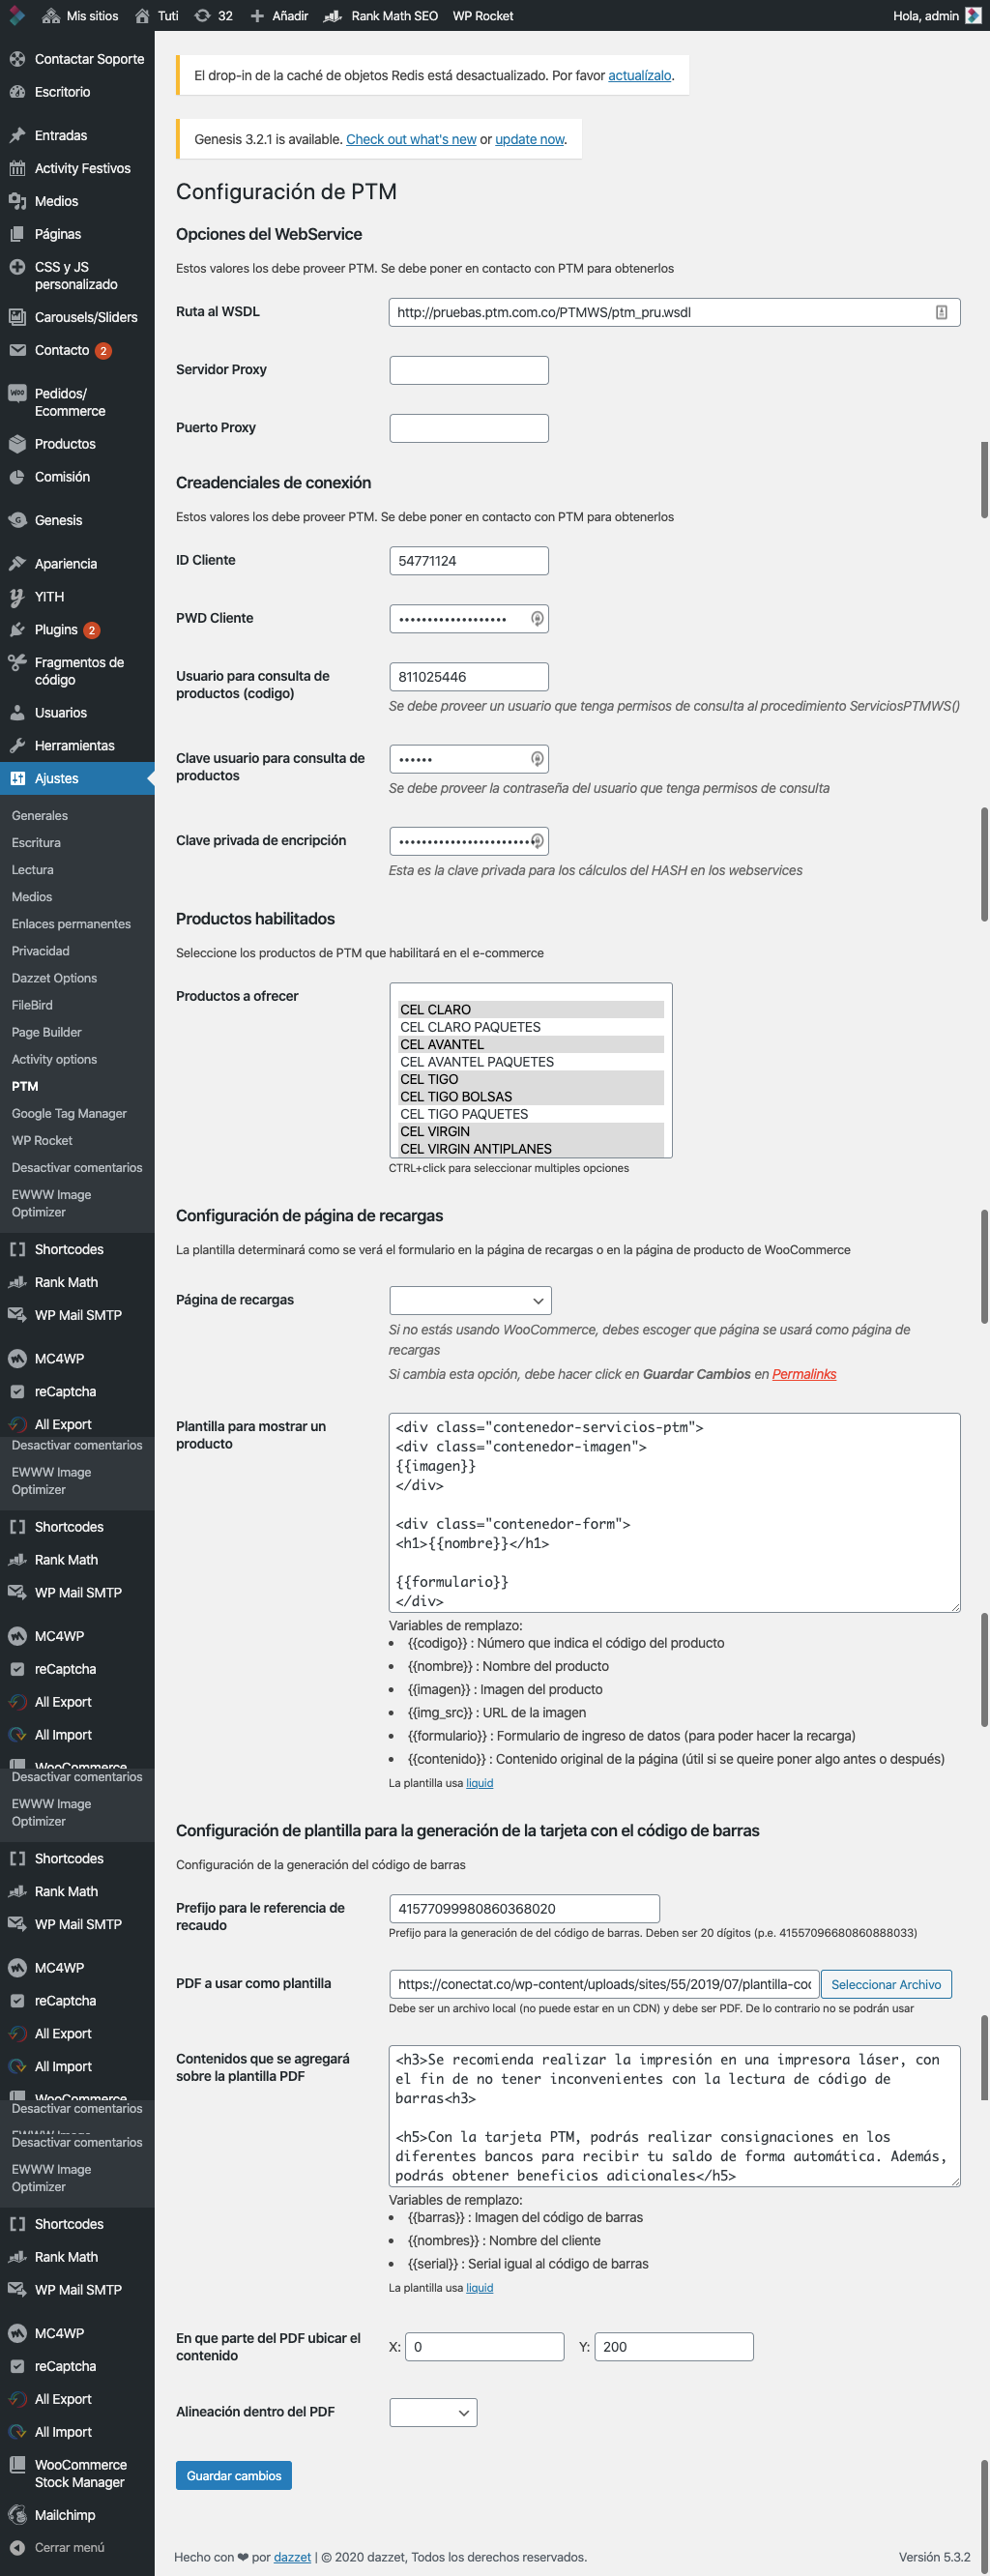 Mis sitios Tuti 32 Añadir Rank Math SEO WP Rocket Hola, admin
Contactar Soporte
Escritorio
Entradas
Activity Festivos
Medios
Páginas
CSS y JS
personalizado
Carousels/Sliders
Contacto 2
Pedidos/
Ecommerce
Productos
Comisión
Genesis
Apariencia
YITH
Plugins 2
Fragmentos de
código
Usuarios
Herramientas
Ajustes
Generales
Escritura
Lectura
Medios
Enlaces permanentes
Privacidad
Dazzet Options
FileBird
Page Builder
Activity options
PTM
Google Tag Manager
WP Rocket
Desactivar comentarios
EWWW Image
Optimizer
Shortcodes
Rank Math
WP Mail SMTP
MC4WP
reCaptcha
All Export
Desactivar comentarios
EWWW Image
Optimizer
Shortcodes
Rank Math
WP Mail SMTP
MC4WP
reCaptcha
All Export
All Import
WooCommerce
Desactivar comentarios
EWWW Image
Optimizer
Shortcodes
Rank Math
WP Mail SMTP
MC4WP
reCaptcha
All Export
All Import
WooCommerce
Desactivar comentarios
EWWW Image
Desactivar comentarios
EWWW Image
Optimizer
Shortcodes
Rank Math
WP Mail SMTP
MC4WP
reCaptcha
All Export
All Import
WooCommerce
Stock Manager
Mailchimp
Cerrar menú
El drop-in de la caché de objetos Redis está desactualizado. Por favor actualízalo.
Genesis 3.2.1 is available. Check out what's new or update now.
Configuración de PTM
Opciones del WebService
Estos valores los debe proveer PTM. Se debe poner en contacto con PTM para obtenerlos
Ruta al WSDL
http://pruebas.ptm.com.co/PTMWS/ptm_pru.wsdl
Servidor Proxy
Puerto Proxy
Creadenciales de conexión
Estos valores los debe proveer PTM. Se debe poner en contacto con PTM para obtenerlos
ID Cliente
54771124
PWD Cliente
Usuario para consulta de
productos (codigo)
811025446
Se debe proveer un usuario que tenga permisos de consulta al procedimiento ServiciosPTMWS()
Clave usuario para consulta de
productos
Se debe proveer la contraseña del usuario que tenga permisos de consulta
Clave privada de encripción
Esta es la clave privada para los cálculos del HASH en los webservices
Productos habilitados
Seleccione los productos de PTM que habilitará en el e-commerce
Productos a ofrecer
CEL CLARO
CEL CLARO PAQUETES
CEL AVANTEL
CEL AVANTEL PAQUETES
CEL TIGO
CEL TIGO BOLSAS
CEL TIGO PAQUETES
CEL VIRGIN
CEL VIRGIN ANTIPLANES
CTRL+click para seleccionar multiples opciones
Configuración de página de recargas
La plantilla determinará como se verá el formulario en la página de recargas o en la página de producto de WooCommerce
Página de recargas
Si no estás usando WooCommerce, debes escoger que página se usará como página de
recargas
Si cambia esta opción, debe hacer click en Guardar Cambios en Permalinks
Plantilla para mostrar un
producto
<div class="contenedor-servicios-ptm">
<div class="contenedor-imagen">
{{imagen}}
</div>
<div class="contenedor-form">
<h1>{{nombre}}</h1>
{{formulario}}
</div>
Variables de remplazo:
• {{codigo}} : Número que indica el código del producto
• {{nombre}} : Nombre del producto
• {{imagen}} : Imagen del producto
• {{img_src}} : URL de la imagen
• {{formulario}} : Formulario de ingreso de datos (para poder hacer la recarga)
• {{contenido}} : Contenido original de la página (útil si se queire poner algo antes o después)
La plantilla usa liquid
Configuración de plantilla para la generación de la tarjeta con el código de barras
Configuración de la generación del código de barras
Prefijo para le referencia de
recaudo
41577099980860368020
Prefijo para la generación de del código de barras. Deben ser 20 dígitos (p.e. 41557096680860888033)
PDF a usar como plantilla
https://conectat.co/wp-content/uploads/sites/55/2019/07/plantilla-coc Seleccionar Archivo
Debe ser un archivo local (no puede estar en un CDN) y debe ser PDF. De lo contrario no se podrán usar
Contenidos que se agregará
sobre la plantilla PDF
<h3>Se recomienda realizar la impresión en una impresora láser, con
el fin de no tener inconvenientes con la lectura de código de
barras<h3>
<h5>Con la tarjeta PTM, podrás realizar consignaciones en los
diferentes bancos para recibir tu saldo de forma automática. Además,
podrás obtener beneficios adicionales</h5>
Variables de remplazo:
• {{barras}} : Imagen del código de barras
• {{nombres}} : Nombre del cliente
• {{serial}} : Serial igual al código de barras
La plantilla usa liquid
En que parte del PDF ubicar el
contenido
X: 0 Y: 200
Alineación dentro del PDF
Guardar cambios
Hecho con ❤ por dazzet | © 2020 dazzet, Todos los derechos reservados. Versión 5.3.2